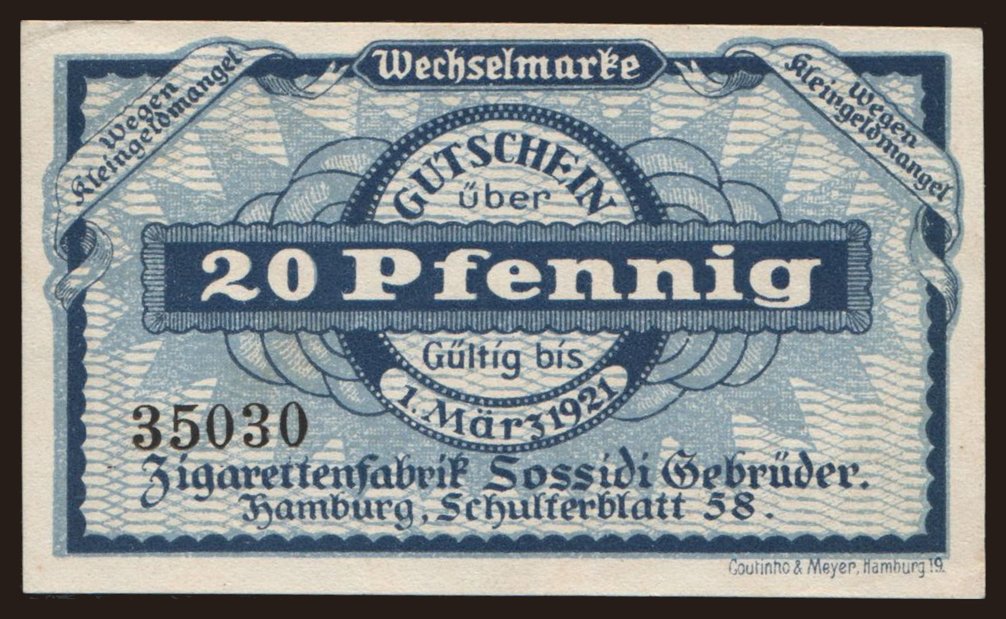 Wechselmarke
Wegen
Kleingeldmangel
Wegen
Kleingeldmangel
GUTSCHEIN
über
20 Pfennig
Gültig bis
1. März 1921
35030
Zigarettenfabrik Sossidi Gebrüder.
Hamburg, Schulterblatt 58.
Coutinho & Meyer, Hamburg 19.